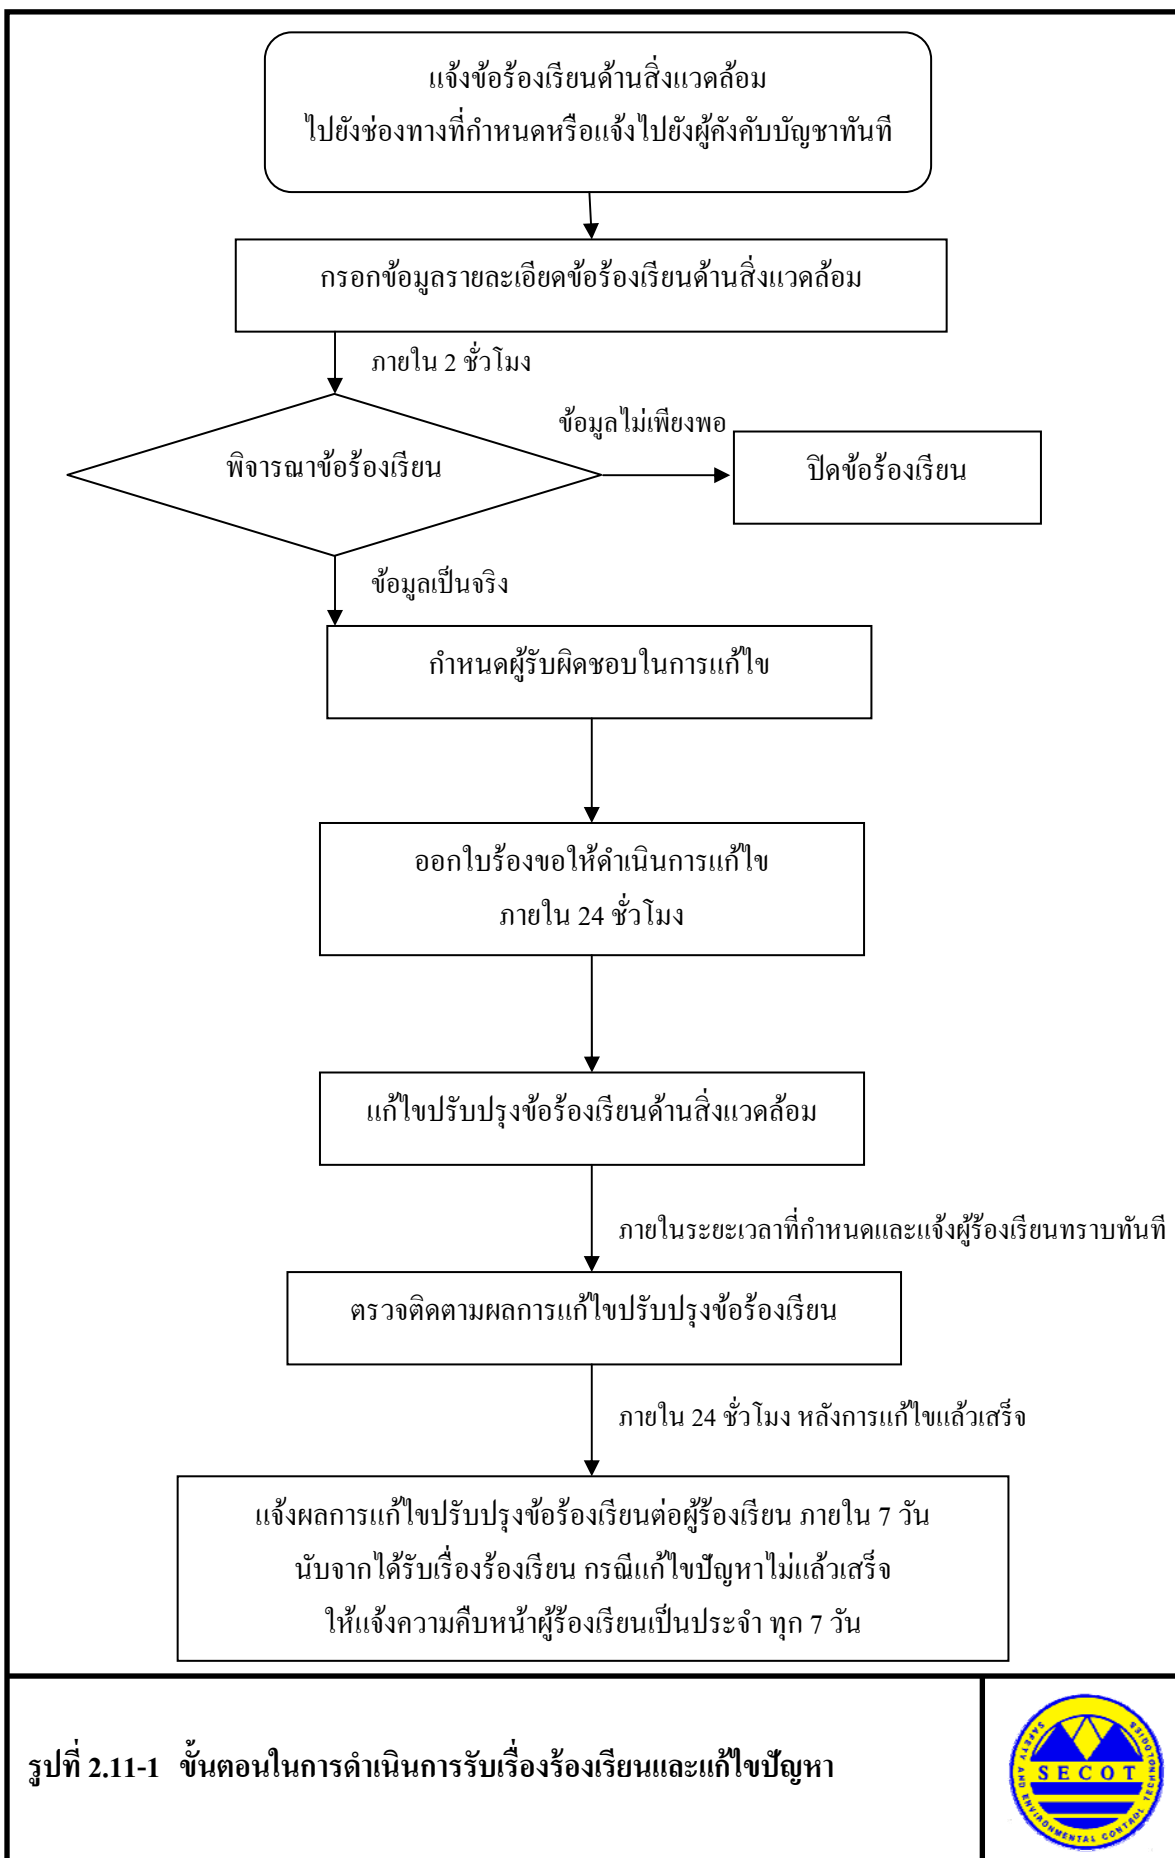 แจ้งข้อร้องเรียนด้านสิ่งแวดล้อม
ไปยังช่องทางที่กำหนดหรือแจ้งไปยังผู้คังคับบัญชาทันที
กรอกข้อมูลรายละเอียดข้อร้องเรียนด้านสิ่งแวดล้อม
ภายใน 2 ชั่วโมง
ข้อมูลไม่เพียงพอ
พิจารณาข้อร้องเรียน
ปิดข้อร้องเรียน
ข้อมูลเป็นจริง
กำหนดผู้รับผิดชอบในการแก้ไข
ออกใบร้องขอให้ดำเนินการแก้ไข
ภายใน 24 ชั่วโมง
แก้ไขปรับปรุงข้อร้องเรียนด้านสิ่งแวดล้อม
ภายในระยะเวลาที่กำหนดและแจ้งผู้ร้องเรียนทราบทันที
ตรวจติดตามผลการแก้ไขปรับปรุงข้อร้องเรียน
ภายใน 24 ชั่วโมง หลังการแก้ไขแล้วเสร็จ
แจ้งผลการแก้ไขปรับปรุงข้อร้องเรียนต่อผู้ร้องเรียน ภายใน 7 วัน
นับจากได้รับเรื่องร้องเรียน กรณีแก้ไขปัญหาไม่แล้วเสร็จ
ให้แจ้งความคืบหน้าผู้ร้องเรียนเป็นประจำ ทุก 7 วัน
รูปที่ 2.11-1 ขั้นตอนในการดำเนินการรับเรื่องร้องเรียนและแก้ไขปัญหา
SECOT
SAFETY AND ENVIRONMENTAL CONTROL TECHNOLOGIES